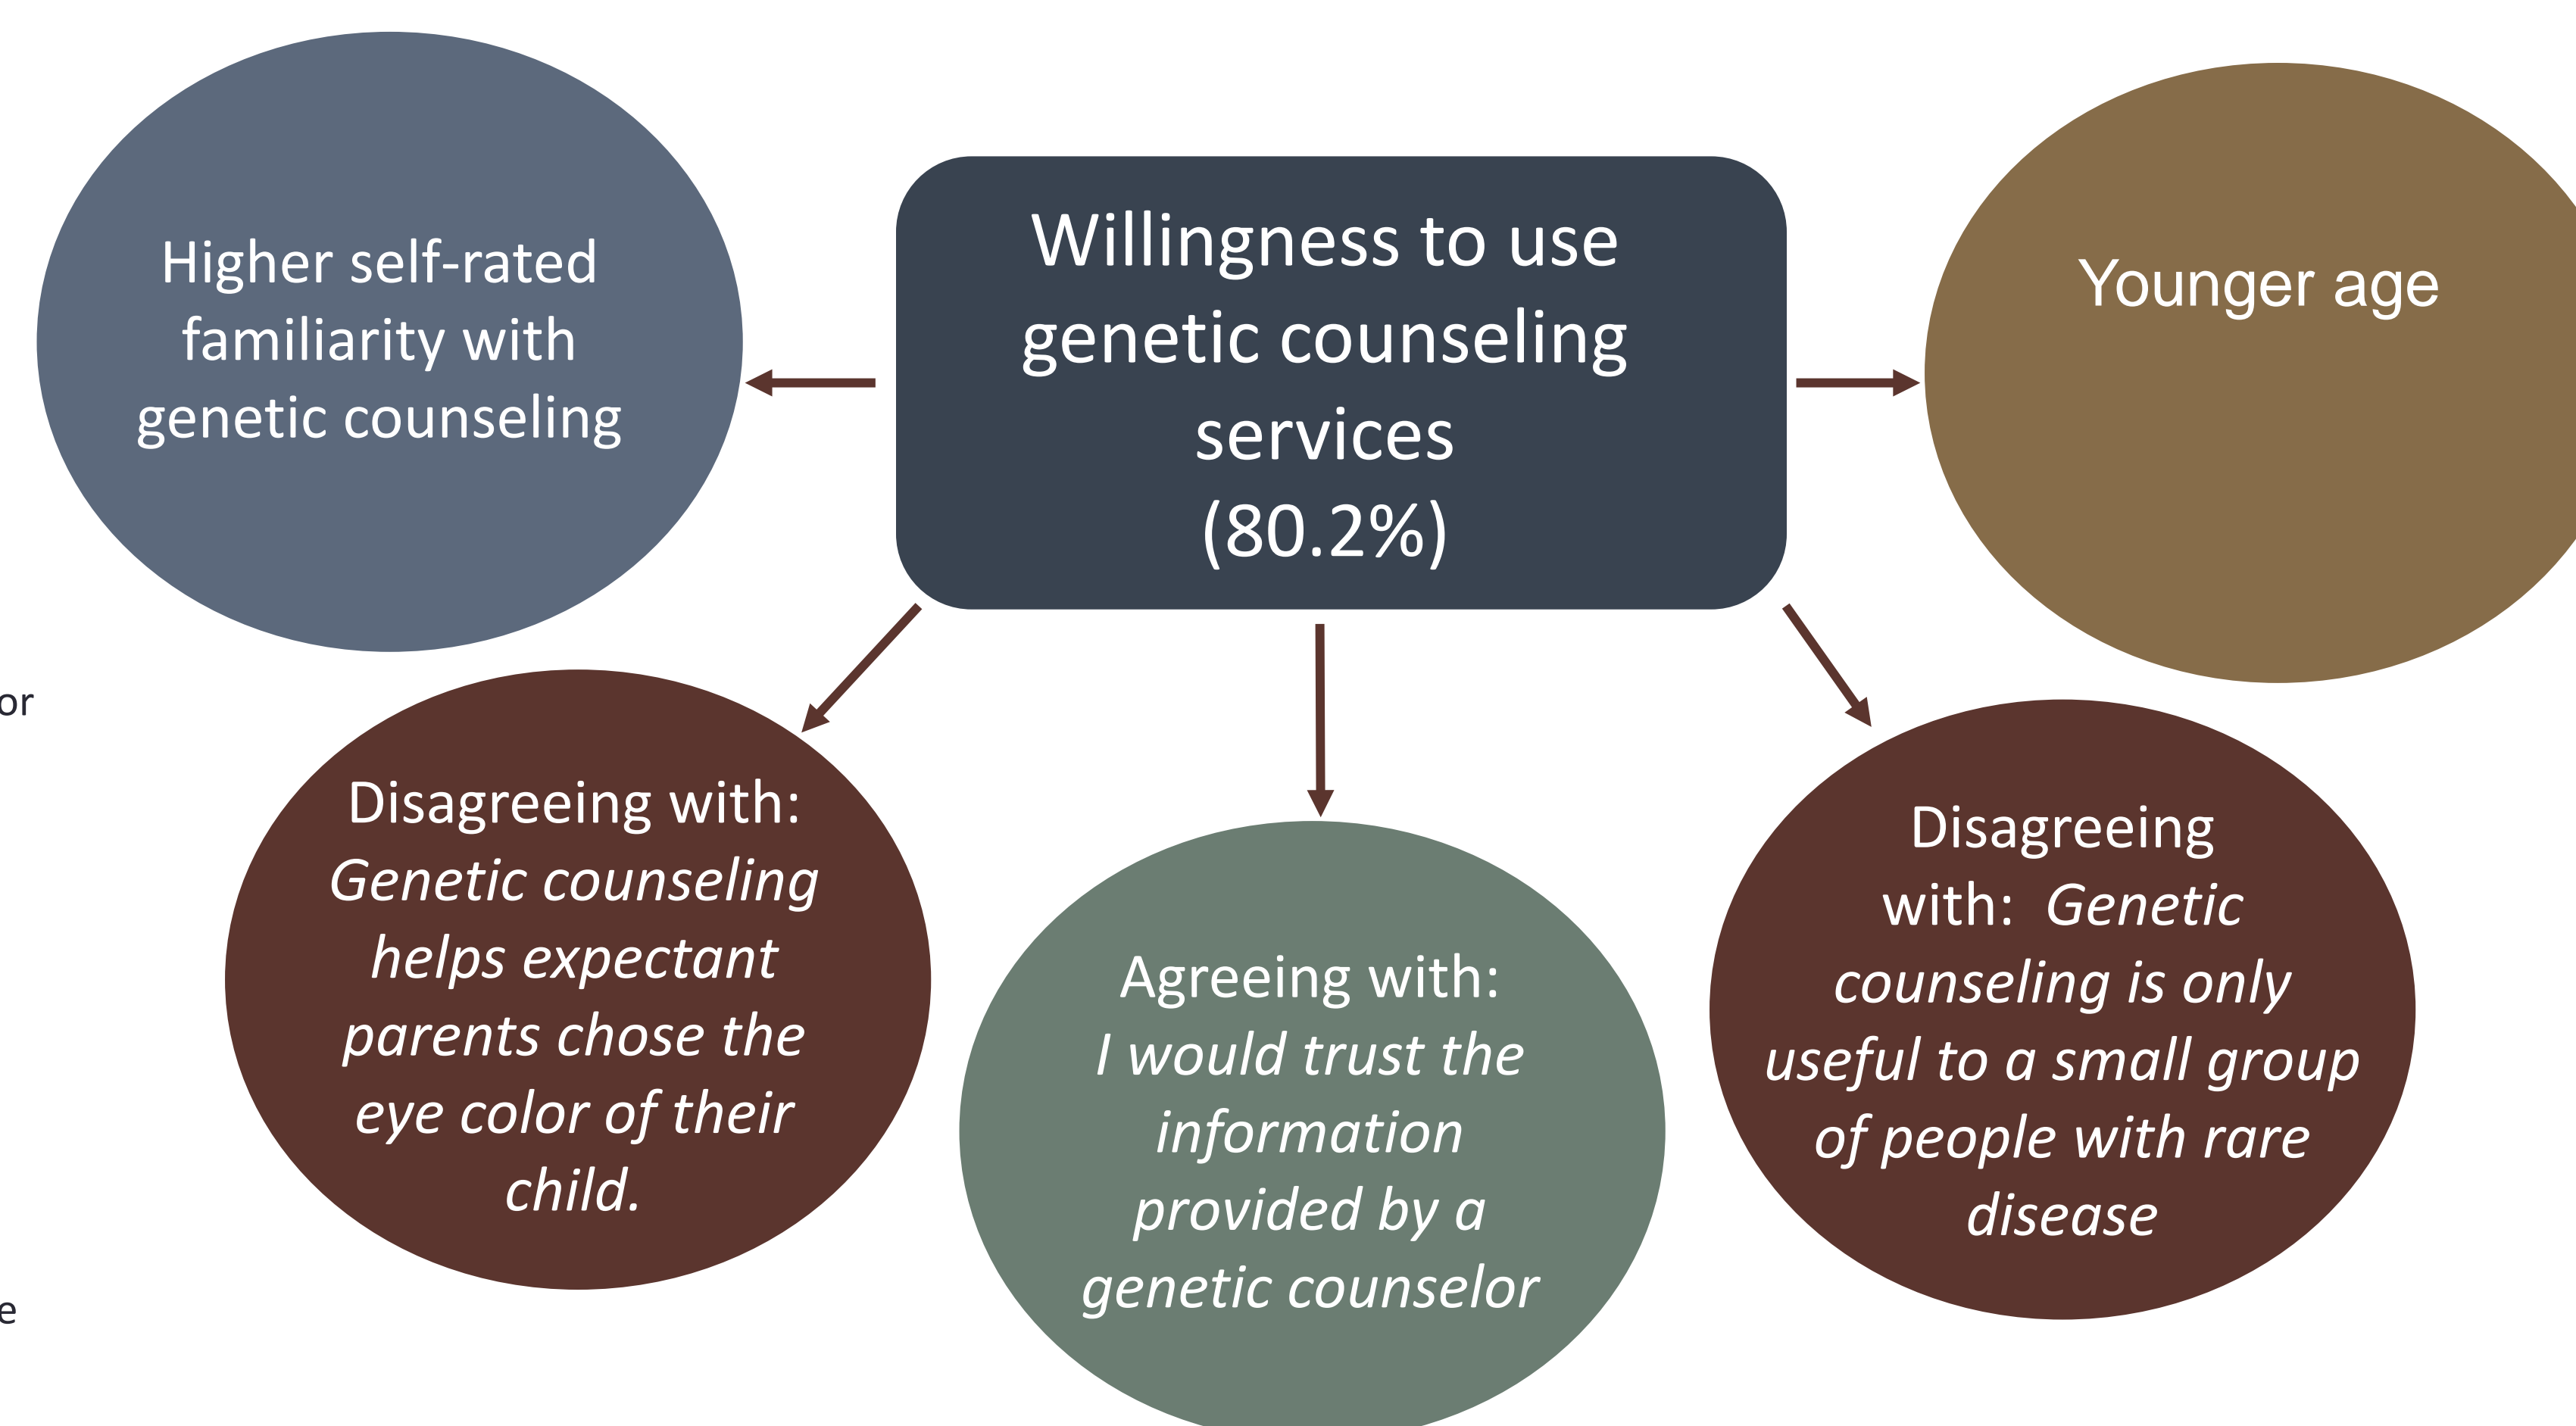 Higher self-rated
familiarity with
genetic counseling
Willingness to use
genetic counseling
services
(80.2%)
Younger age
or
Disagreeing with:
Genetic counseling
helps expectant
parents chose the
eye color of their
child.
Agreeing with:
I would trust the
information
provided by a
genetic counselor
Disagreeing
with:  Genetic
counseling is only
useful to a small group
of people with rare
disease
e